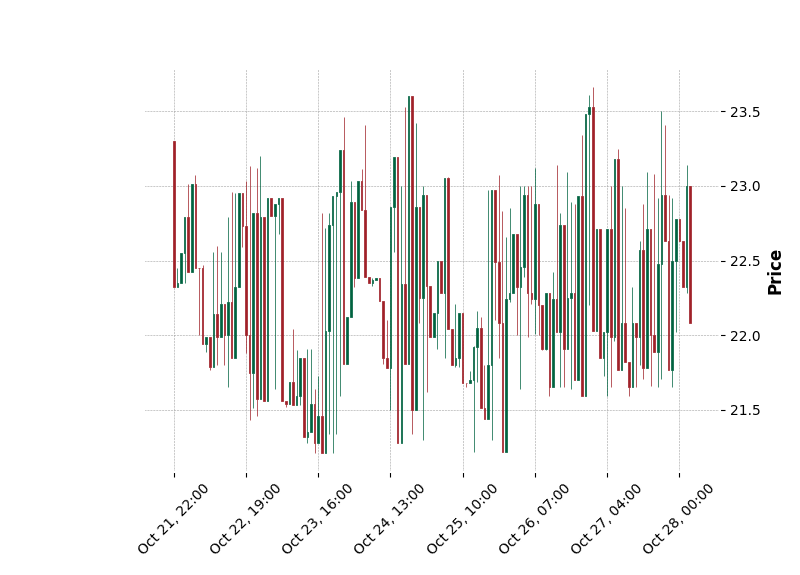 23.5
23.0
22.5
22.0
21.5
Price
Oct 21, 22:00
Oct 22, 19:00
Oct 23, 16:00
Oct 24, 13:00
Oct 25, 10:00
Oct 26, 07:00
Oct 27, 04:00
Oct 28, 00:00